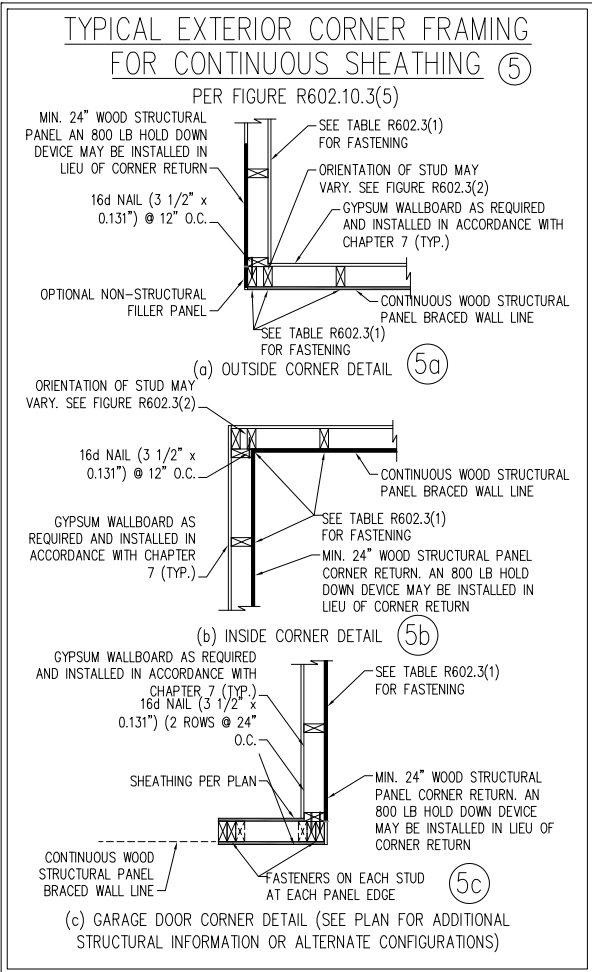 TYPICAL EXTERIOR CORNER FRAMING
FOR CONTINUOUS SHEATHING 5
PER FIGURE R602.10.3(5)
MIN. 24" WOOD STRUCTURAL
PANEL AN 800 LB HOLD DOWN
DEVICE MAY BE INSTALLED IN
LIEU OF CORNER RETURN
16d NAIL (3 1/2" x
0.131") @ 12" O.C.
OPTIONAL NON-STRUCTURAL
FILLER PANEL
SEE TABLE R602.3(1)
FOR FASTENING
ORIENTATION OF STUD MAY
VARY. SEE FIGURE R602.3(2)
GYPSUM WALLBOARD AS REQUIRED
AND INSTALLED IN ACCORDANCE WITH
CHAPTER 7 (TYP.)
CONTINUOUS WOOD STRUCTURAL
PANEL BRACED WALL LINE
SEE TABLE R602.3(1)
FOR FASTENING
(a) OUTSIDE CORNER DETAIL 5a
ORIENTATION OF STUD MAY
VARY. SEE FIGURE R602.3(2)
16d NAIL (3 1/2" x
0.131") @ 12" O.C.
GYPSUM WALLBOARD AS
REQUIRED AND INSTALLED IN
ACCORDANCE WITH CHAPTER
7 (TYP.)
CONTINUOUS WOOD STRUCTURAL
PANEL BRACED WALL LINE
SEE TABLE R602.3(1)
FOR FASTENING
MIN. 24" WOOD STRUCTURAL PANEL
CORNER RETURN. AN 800 LB HOLD
DOWN DEVICE MAY BE INSTALLED IN
LIEU OF CORNER RETURN
(b) INSIDE CORNER DETAIL 5b
GYPSUM WALLBOARD AS REQUIRED
AND INSTALLED IN ACCORDANCE WITH
CHAPTER 7 (TYP.)
16d NAIL (3 1/2" x
0.131") (2 ROWS @ 24"
O.C.
SHEATHING PER PLAN
CONTINUOUS WOOD
STRUCTURAL PANEL
BRACED WALL LINE
SEE TABLE R602.3(1)
FOR FASTENING
MIN. 24" WOOD STRUCTURAL
PANEL CORNER RETURN. AN
800 LB HOLD DOWN DEVICE
MAY BE INSTALLED IN LIEU OF
CORNER RETURN
FASTENERS ON EACH STUD
AT EACH PANEL EDGE
5c
(c) GARAGE DOOR CORNER DETAIL (SEE PLAN FOR ADDITIONAL
STRUCTURAL INFORMATION OR ALTERNATE CONFIGURATIONS)